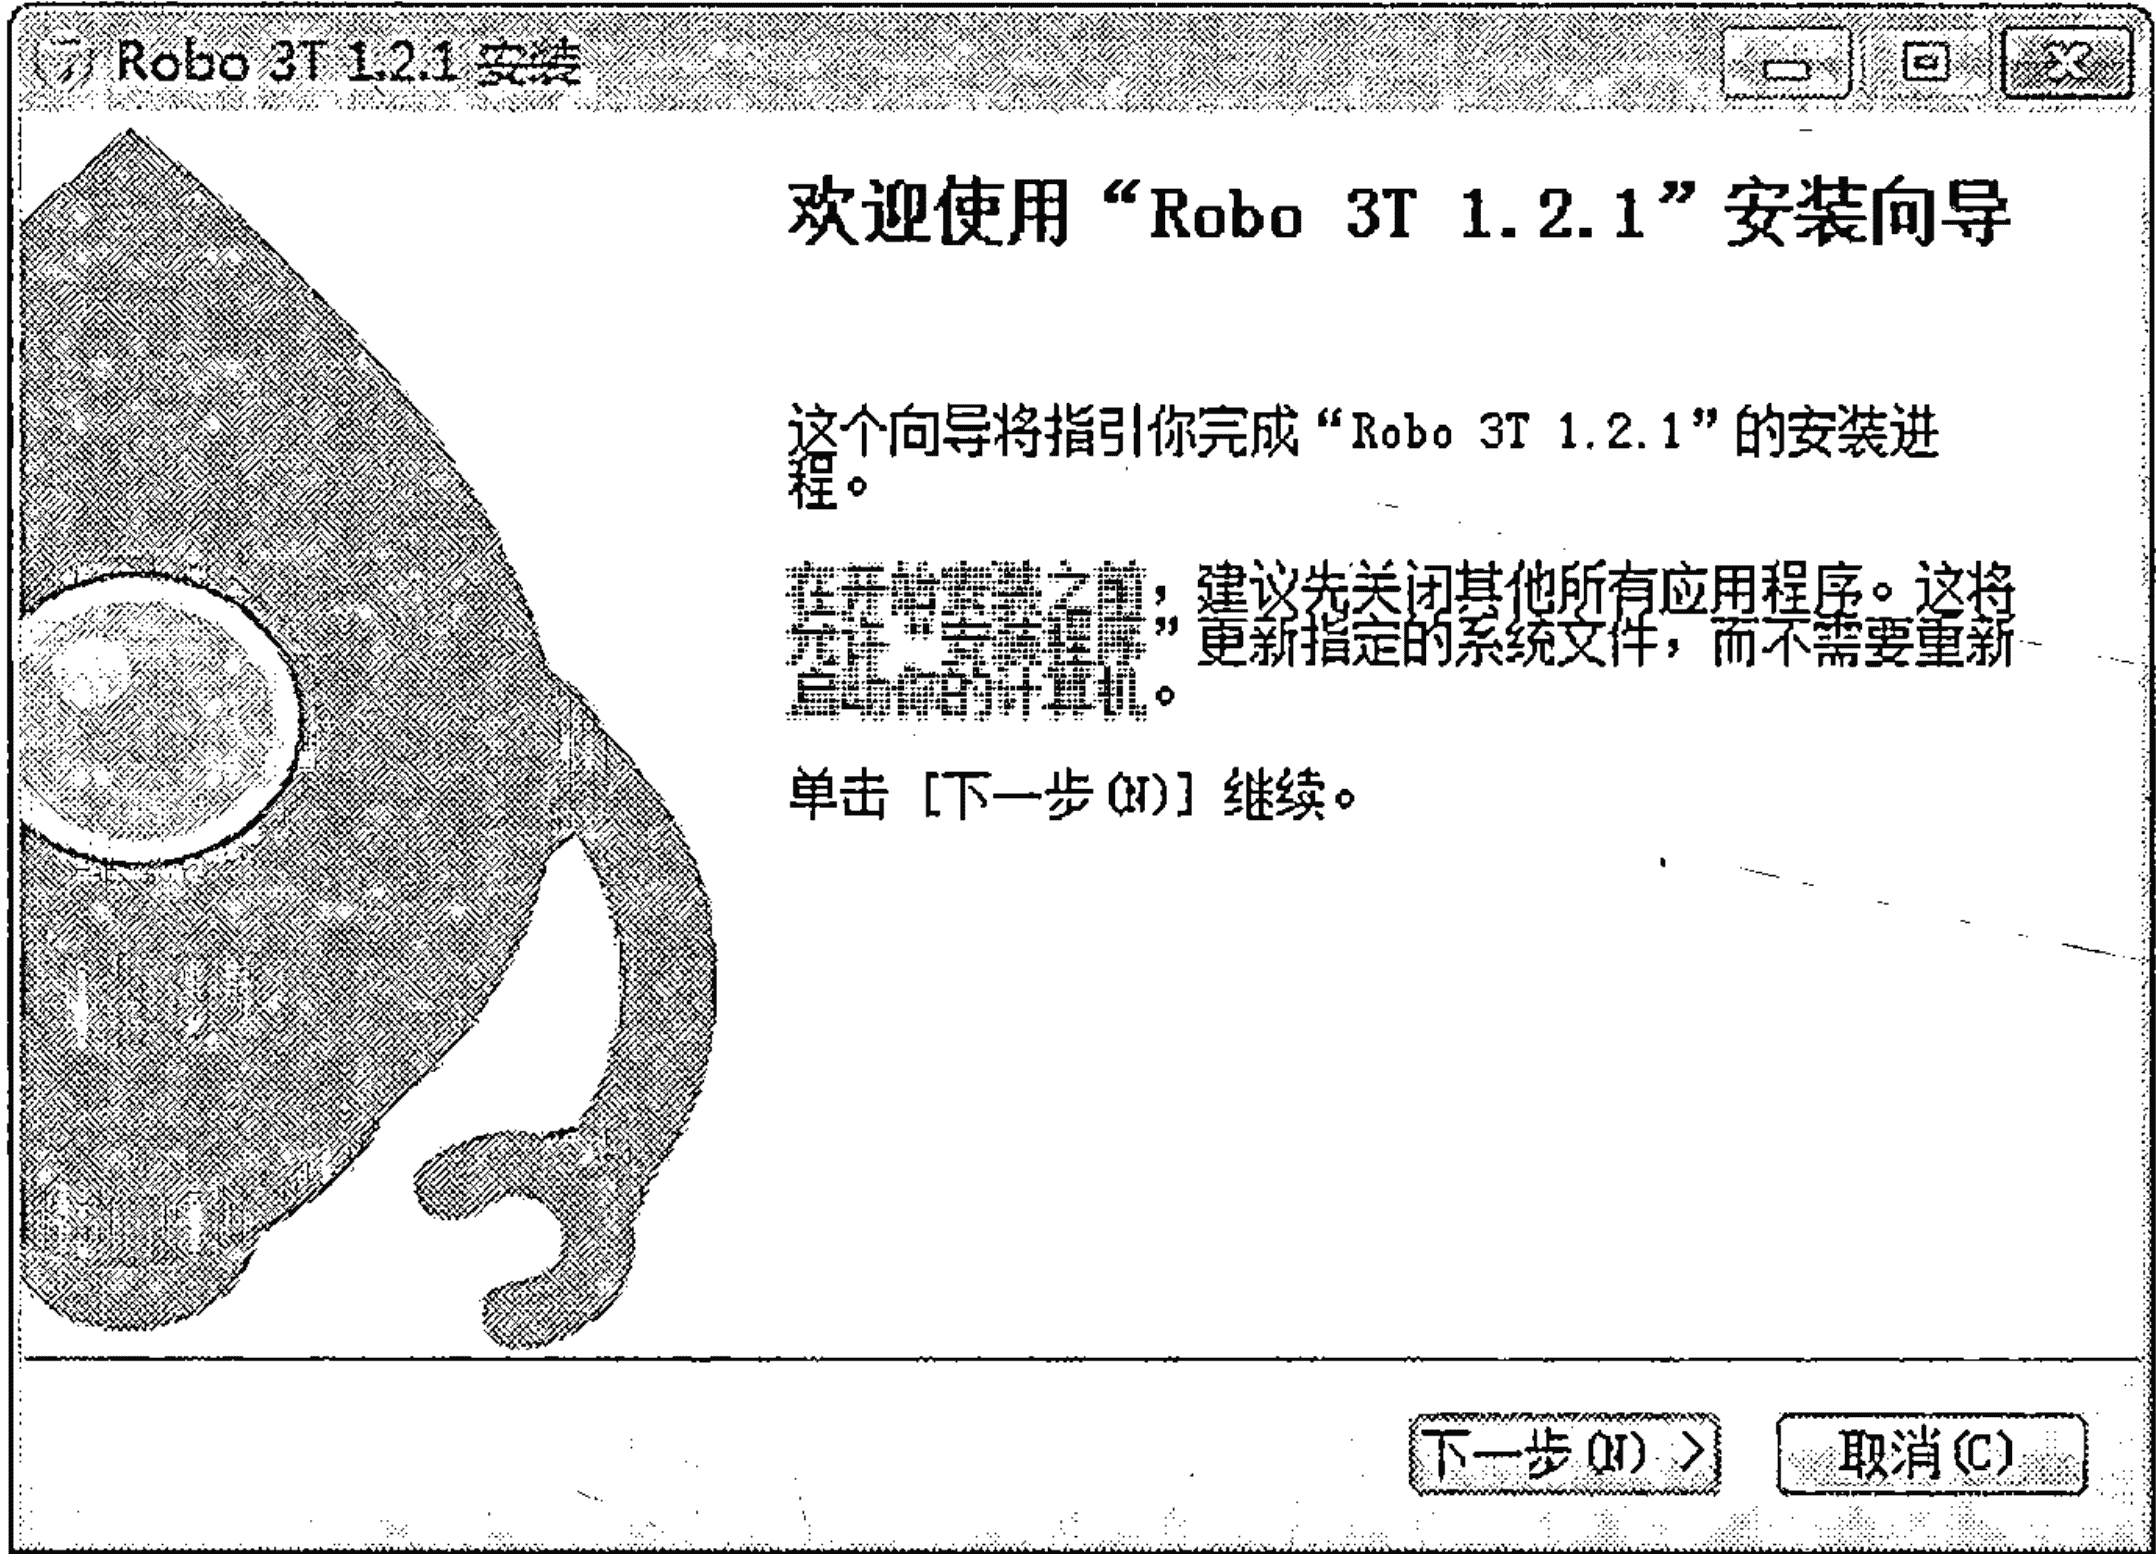 Robo 3T 1.2.1 安装
欢迎使用“Robo 3T 1.2.1”安装向导
这个向导将指引你完成“Robo 3T 1.2.1”的安装进
程。
在开始安装之前，建议先关闭其他所有应用程序。这将
允许“安装程序”更新指定的系统文件，而不需要重新
启动你的计算机。
单击 [下一步(N)] 继续。
下一步(N) >
取消(C)